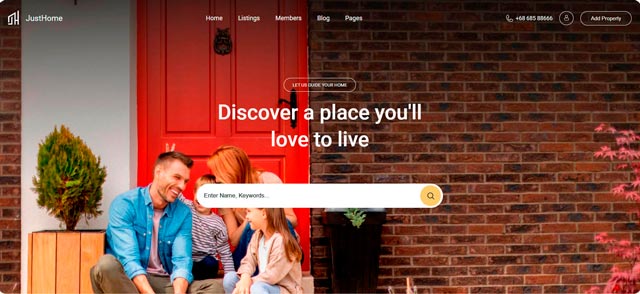 JustHome
Home Listings Members Blog Pages
+68 685 88666
Add Property
LET US GUIDE YOUR HOME
Discover a place you'll
love to live
Enter Name, Keywords...